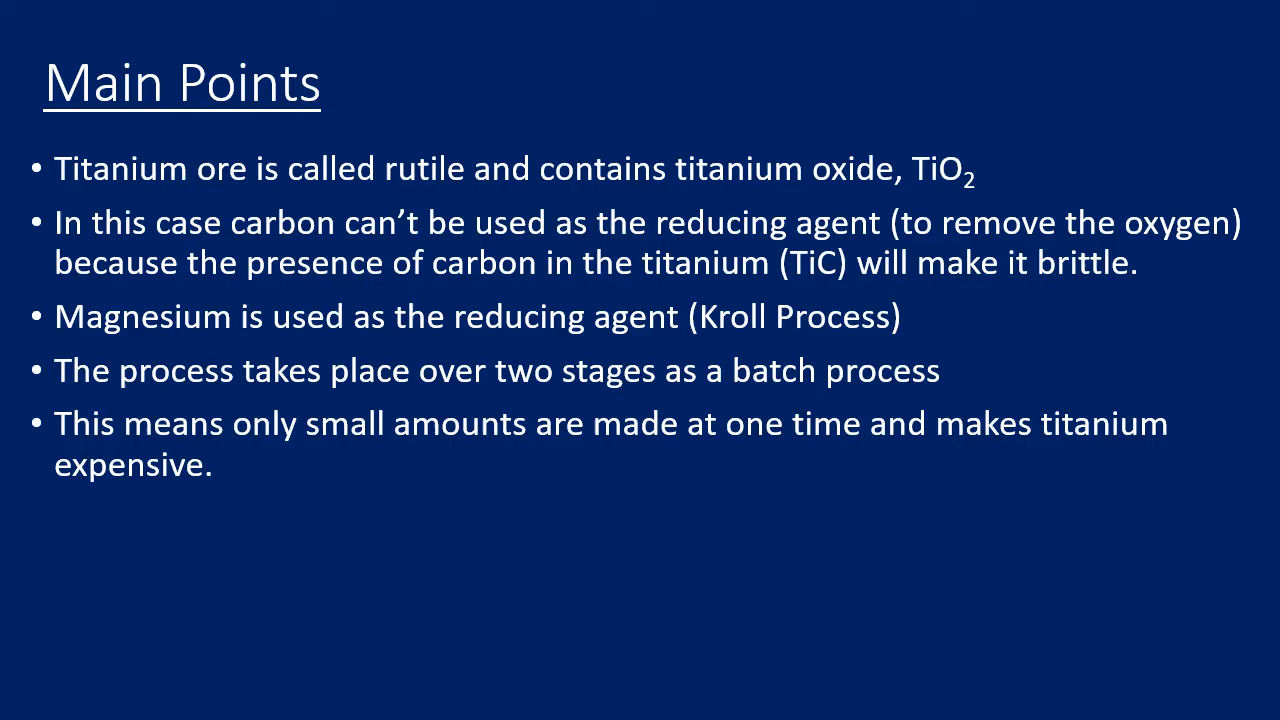 Main Points
• Titanium ore is called rutile and contains titanium oxide, TiO₂
• In this case carbon can’t be used as the reducing agent (to remove the oxygen)
because the presence of carbon in the titanium (TiC) will make it brittle.
• Magnesium is used as the reducing agent (Kroll Process)
• The process takes place over two stages as a batch process
• This means only small amounts are made at one time and makes titanium
expensive.